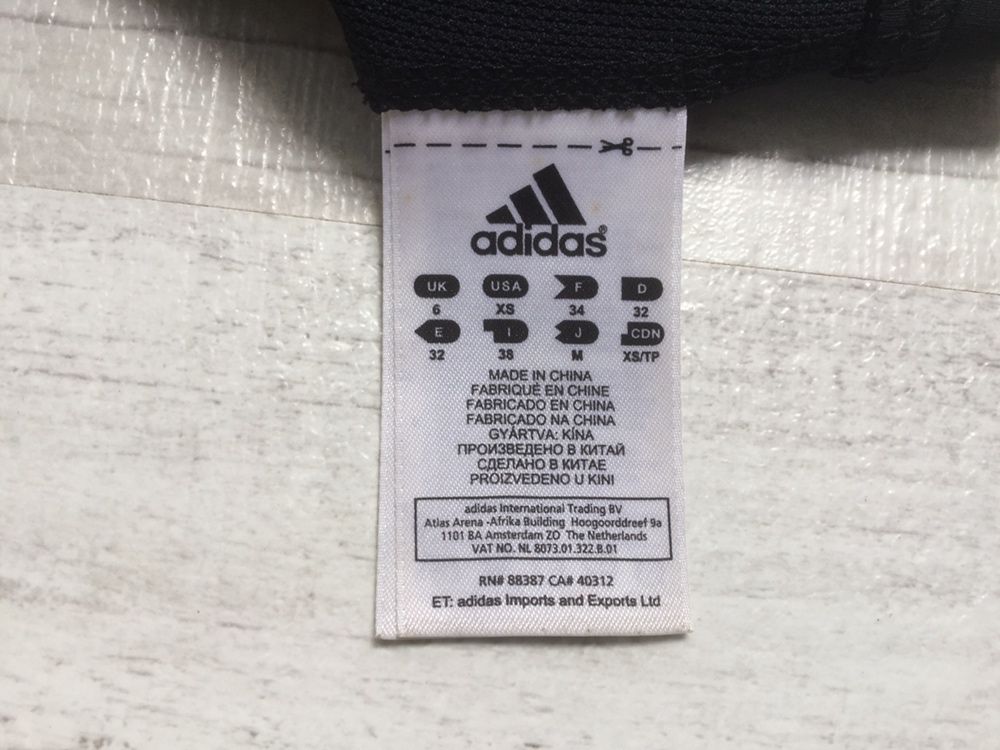 adidas®
UK USA F D
6 XS 34 32
E I J CDN
32 38 M XS/TP
MADE IN CHINA
FABRIQUÉ EN CHINE
FABRICADO EN CHINA
FABRICADO NA CHINA
GYÁRTVA: KÍNA
ПРОИЗВЕДЕНО В КИТАЙ
СДЕЛАНО В КИТАЕ
PROIZVEDENO U KINI
adidas International Trading BV
Atlas Arena -Afrika Building Hoogoorddreef 9a
1101 BA Amsterdam ZO The Netherlands
VAT NO. NL 8073.01.322.B.01
RN# 88387 CA# 40312
ET: adidas Imports and Exports Ltd